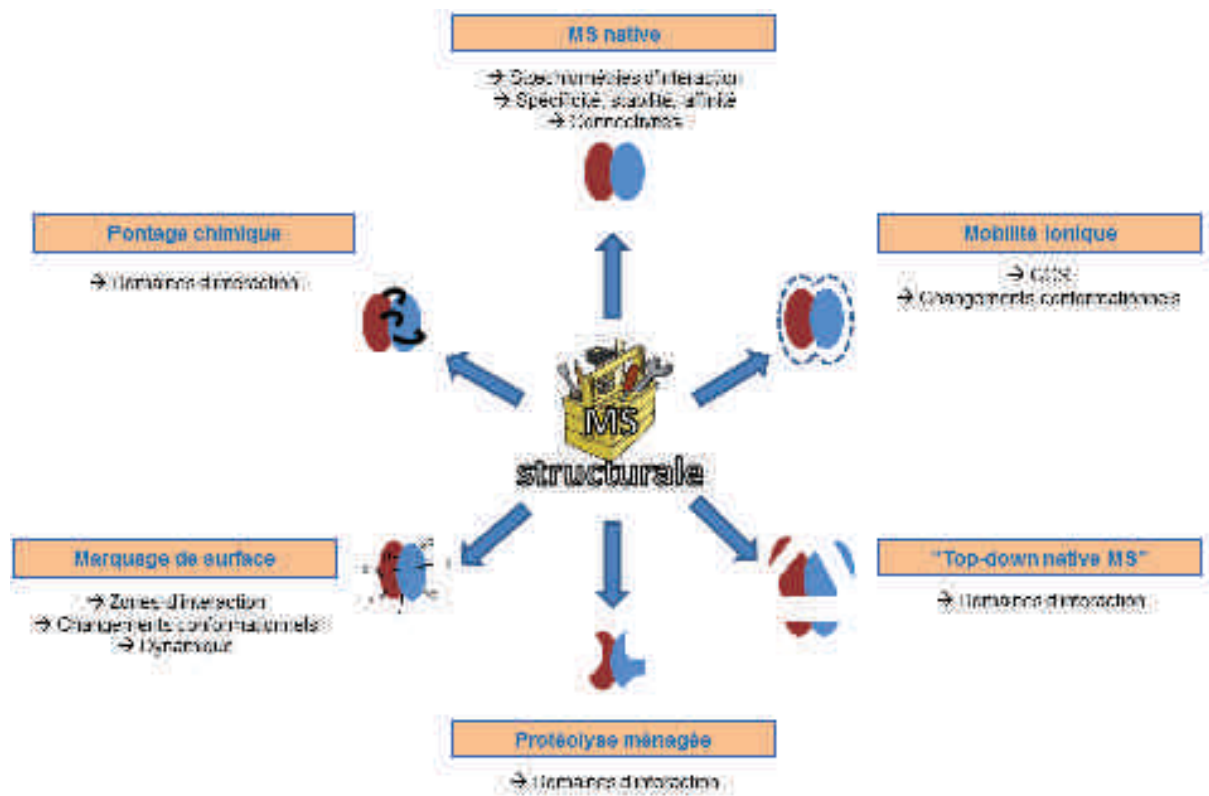 MS native
→ Stoechiométries d'interaction
→ Spécificité, stabilité, affinité
→ Connectivités
Pontage chimique
→ Domaines d'interaction
Mobilité ionique
→ CCS
→ Changements conformationnels
MS
structurale
Marquage de surface
→ Zones d'interaction
→ Changements conformationnels
→ Dynamique
"Top-down native MS"
→ Domaines d'interaction
Protéolyse ménagée
→ Domaines d'interaction